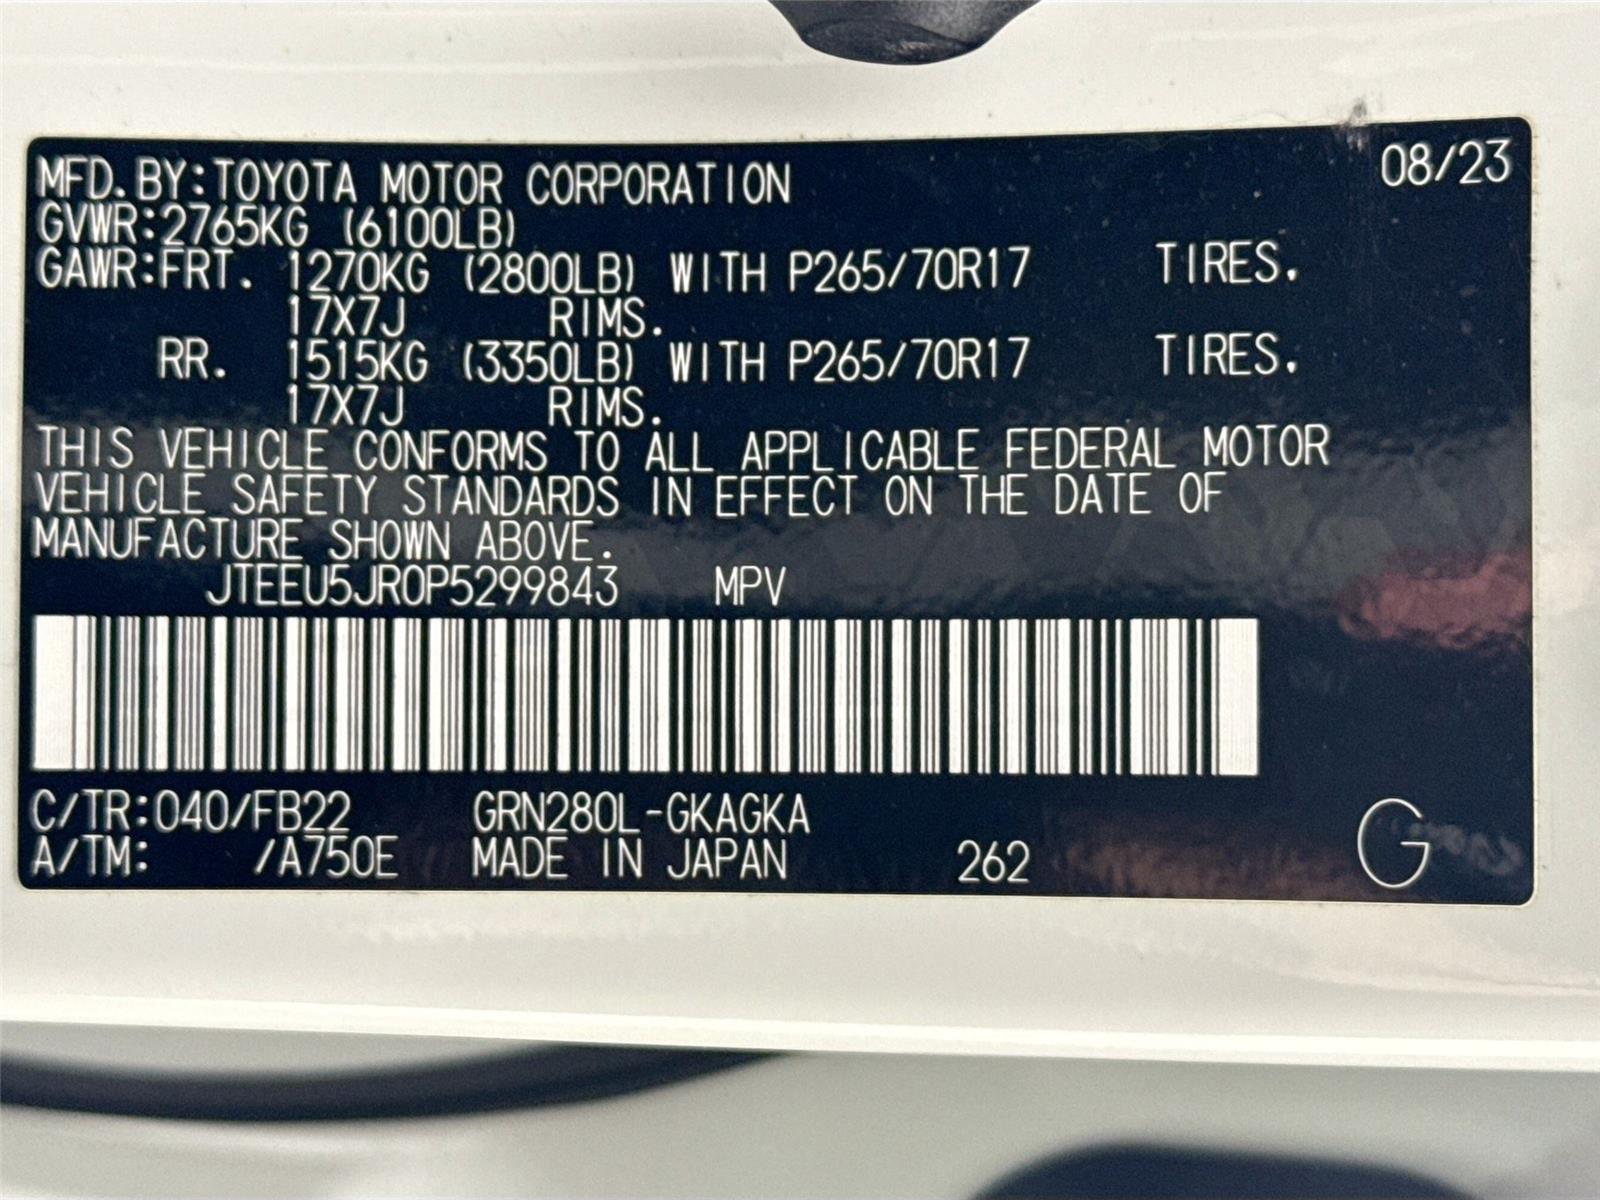 08/23
MFD.BY:TOYOTA MOTOR CORPORATION
GVWR:2765KG (6100LB)
GAWR:FRT. 1270KG (2800LB) WITH P265/70R17 TIRES.
17X7J RIMS.
RR. 1515KG (3350LB) WITH P265/70R17 TIRES.
17X7J RIMS.
THIS VEHICLE CONFORMS TO ALL APPLICABLE FEDERAL MOTOR
VEHICLE SAFETY STANDARDS IN EFFECT ON THE DATE OF
MANUFACTURE SHOWN ABOVE.
JTEEU5JR0P5299843 MPV
C/TR:040/FB22 GRN280L-GKAGKA
A/TM: /A750E MADE IN JAPAN 262 G